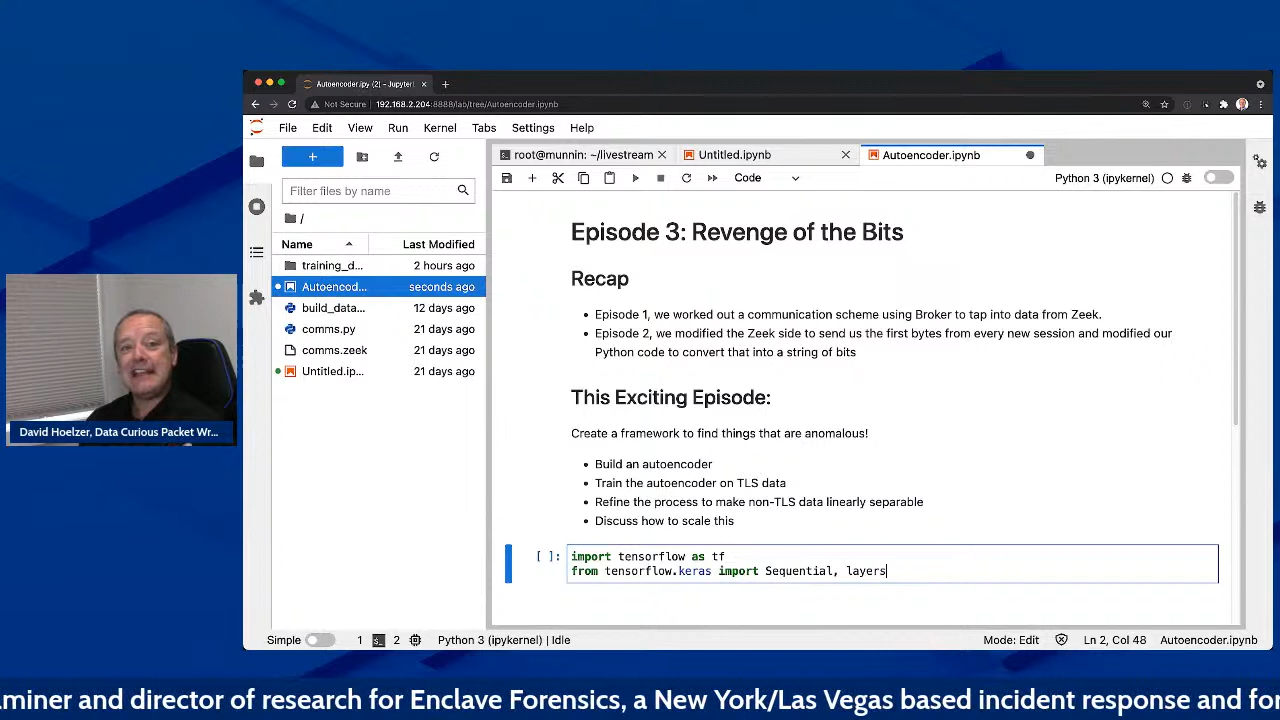 Autoencoder.ipy (2) - JupyterL
Not Secure 192.168.2.204:8888/lab/tree/Autoencoder.ipynb
File Edit View Run Kernel Tabs Settings Help
root@munnin: ~/livestream Untitled.ipynb Autoencoder.ipynb
Filter files by name
Code
Python 3 (ipykernel)
/
Name Last Modified
training_d... 2 hours ago
Autoencod... seconds ago
build_data... 12 days ago
comms.py 21 days ago
comms.zeek 21 days ago
Untitled.ip... 21 days ago
Episode 3: Revenge of the Bits
Recap
Episode 1, we worked out a communication scheme using Broker to tap into data from Zeek.
Episode 2, we modified the Zeek side to send us the first bytes from every new session and modified our
Python code to convert that into a string of bits
This Exciting Episode:
Create a framework to find things that are anomalous!
Build an autoencoder
Train the autoencoder on TLS data
Refine the process to make non-TLS data linearly separable
Discuss how to scale this
[ ]: import tensorflow as tf
from tensorflow.keras import Sequential, layers
David Hoelzer, Data Curious Packet Wr...
Simple 1 2 Python 3 (ipykernel) | Idle Mode: Edit Ln 2, Col 48 Autoencoder.ipynb
aminer and director of research for Enclave Forensics, a New York/Las Vegas based incident response and for